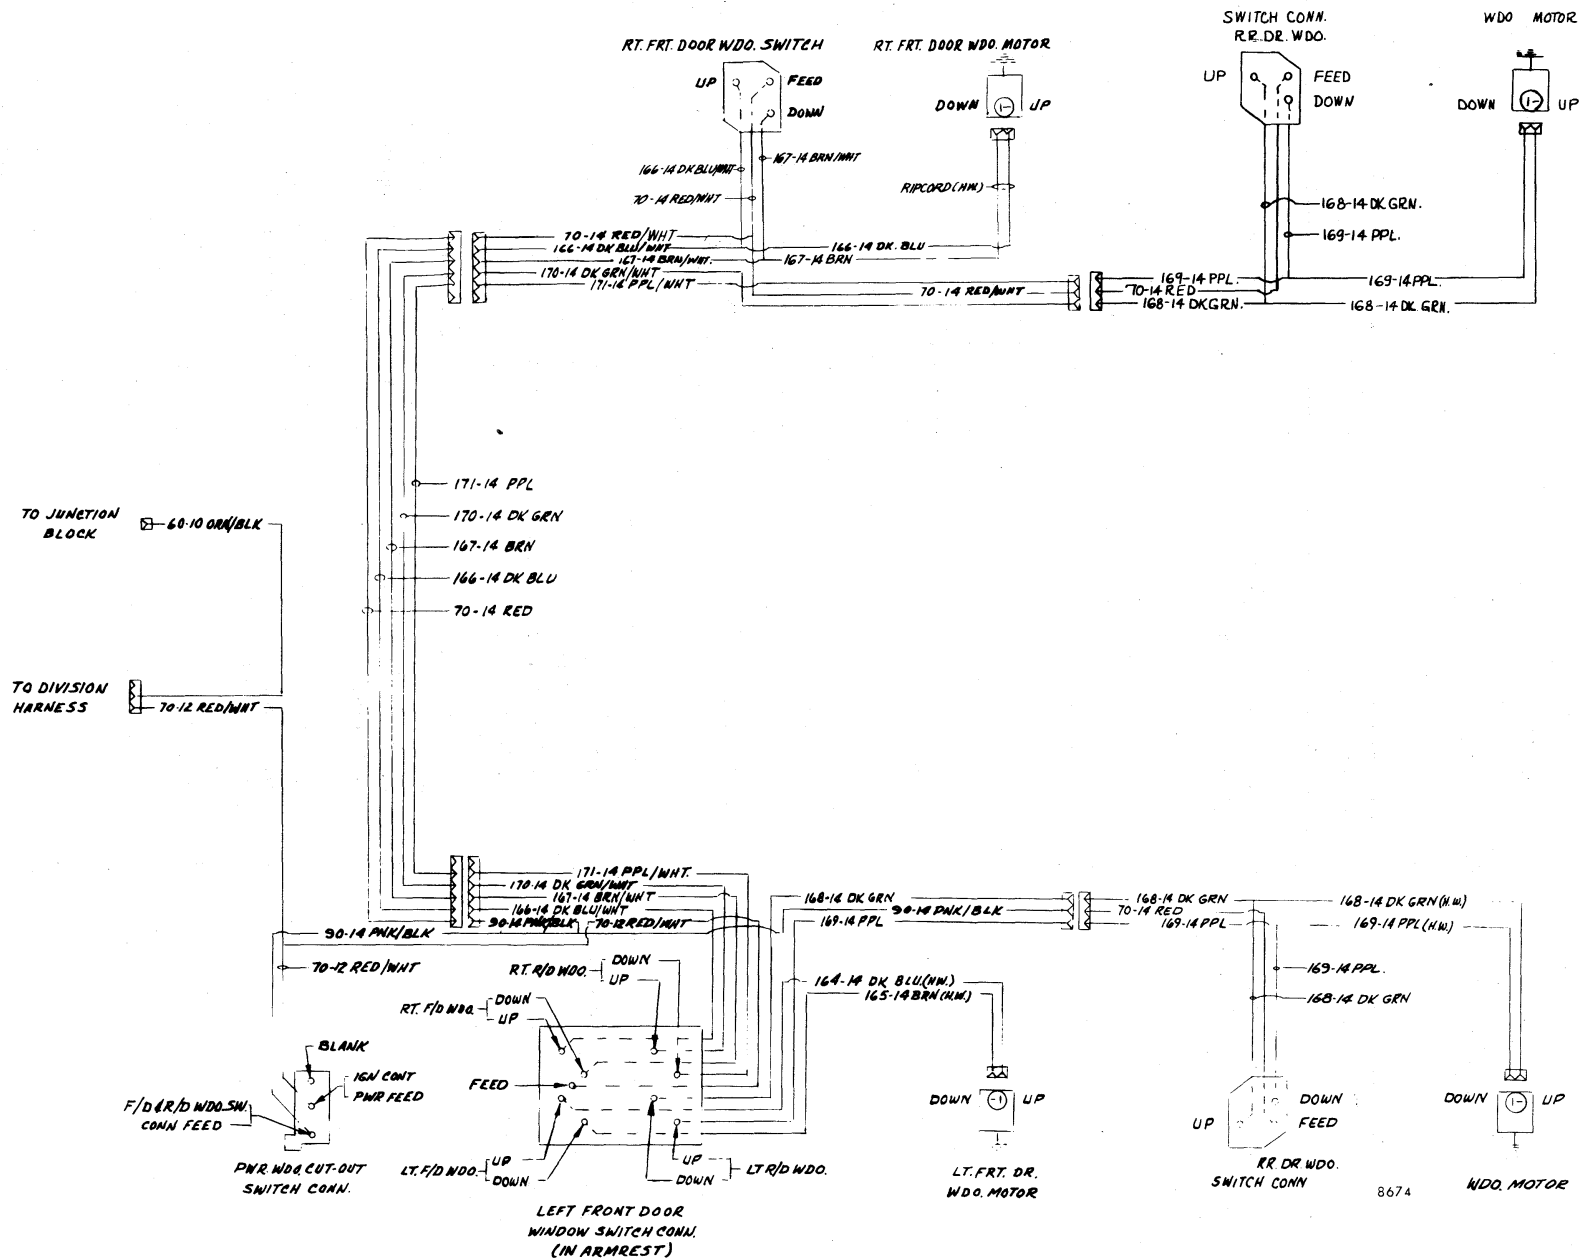 SWITCH CONN.
R.R. DR. WDO.
WDO MOTOR
RT. FRT. DOOR WDO. SWITCH
RT. FRT. DOOR WDO. MOTOR
UP
FEED
DOWN
DOWN
UP
UP
FEED
DOWN
DOWN
UP
166-14 DK BLU/WHT
167-14 BRN/WHT
70-14 RED/WHT
RIPCORD (H.W.)
168-14 DK GRN.
169-14 PPL.
70-14 RED/WHT
166-14 DK BLU/WHT
167-14 BRN/WHT.
170-14 DK GRN/WHT
171-14 PPL/WHT
166-14 DK. BLU
167-14 BRN
70-14 RED/WHT
169-14 PPL.
70-14 RED
168-14 DK GRN.
169-14 PPL.
168-14 DK. GRN.
171-14 PPL
170-14 DK GRN
167-14 BRN
166-14 DK BLU
70-14 RED
TO JUNCTION
BLOCK
60-10 ORN/BLK
TO DIVISION
HARNESS
70-12 RED/WHT
171-14 PPL/WHT.
170-14 DK GRN/WHT
167-14 BRN/WHT
166-14 DK BLU/WHT
90-14 PNK/BLK
70-12 RED/WHT
90-14 PNK/BLK
70-12 RED/WHT
168-14 DK GRN
90-14 PNK/BLK
169-14 PPL
168-14 DK GRN
70-14 RED
169-14 PPL
168-14 DK GRN (H.W.)
169-14 PPL (H.W.)
169-14 PPL.
168-14 DK GRN
164-14 DK BLU. (H.W.)
165-14 BRN (H.W.)
RT. R/D WDO.
DOWN
UP
RT. F/D WDO.
DOWN
UP
FEED
BLANK
IGN CONT
PWR FEED
F/D & R/D WDO. SW.
CONN FEED
PWR. WDO. CUT-OUT
SWITCH CONN.
LT. F/D WDO.
UP
DOWN
UP
DOWN
LT R/D WDO.
LEFT FRONT DOOR
WINDOW SWITCH CONN.
(IN ARMREST)
DOWN
UP
LT. FRT. DR.
WDO. MOTOR
UP
DOWN
FEED
RR. DR WDO.
SWITCH CONN
DOWN
UP
WDO. MOTOR
8674